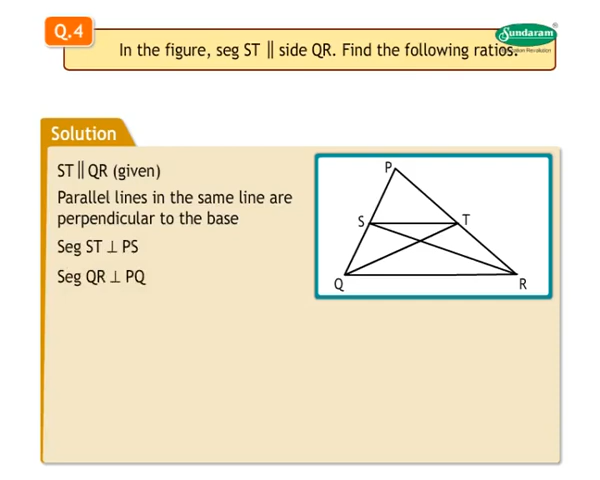 Q.4
Sundaram
®
In the figure, seg ST || side QR. Find the following ratios.
Solution
ST || QR (given)
Parallel lines in the same line are
perpendicular to the base
Seg ST ⊥ PS
Seg QR ⊥ PQ
P
S
T
Q
R